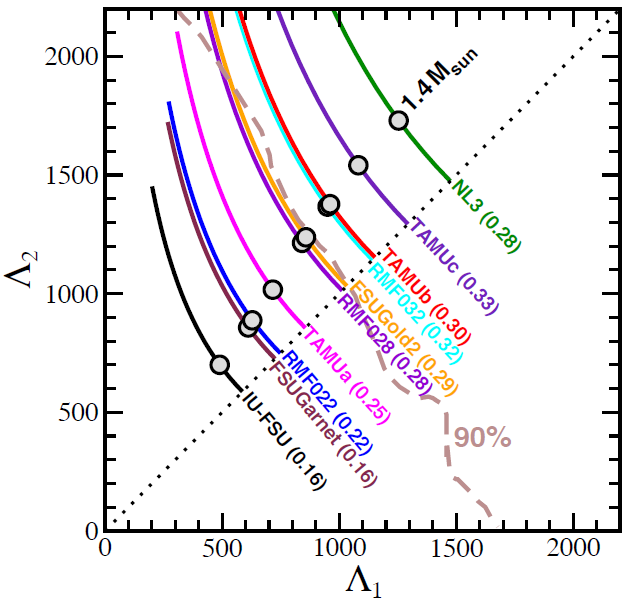 2000
1500
1000
500
0
Λ₂
1.4Msun
NL3 (0.28)
TAMUc (0.33)
TAMUb (0.30)
RMF032 (0.32)
FSUGold2 (0.29)
RMF028 (0.28)
TAMUa (0.25)
RMF022 (0.22)
FSUGarnet (0.16)
IU-FSU (0.16)
90%
0 500 1000 1500 2000
Λ₁